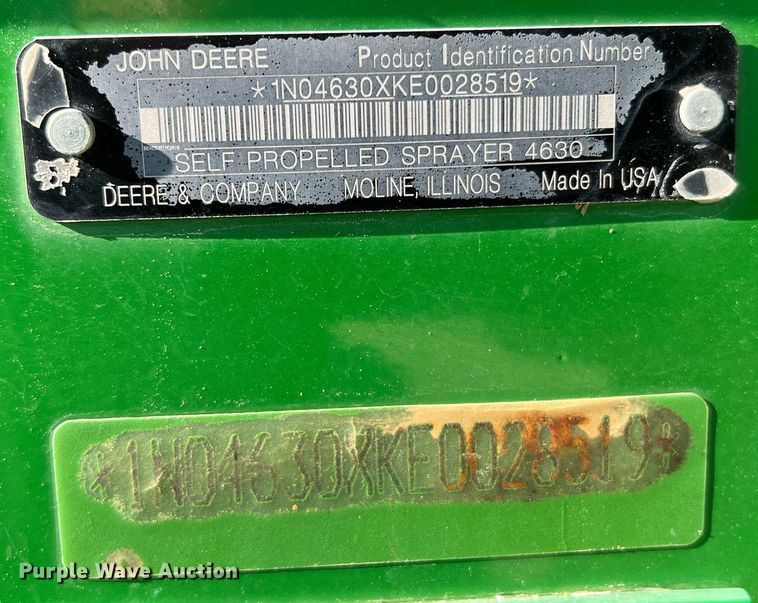 JOHN DEERE Product Identification Number
*1N04630XKE0028519*
SELF PROPELLED SPRAYER 4630
DEERE & COMPANY MOLINE, ILLINOIS Made In USA
*1N04630XKE0028519*
Purple Wave Auction